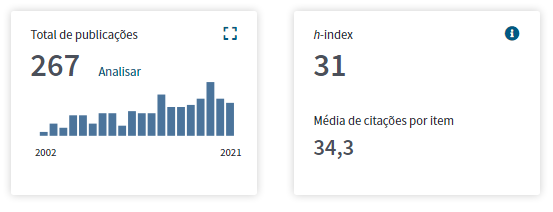 Total de publicações
267 Analisar
2002 2021
h-index
31
Média de citações por item
34,3